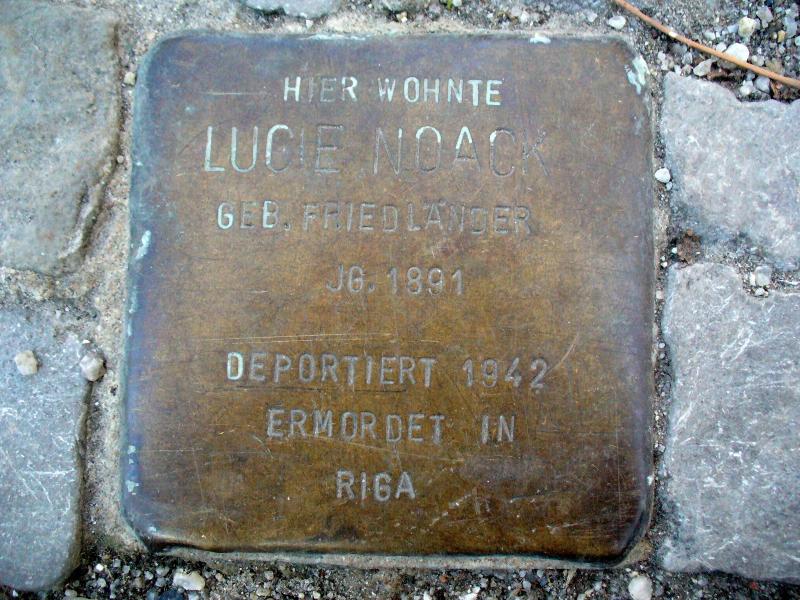 HIER WOHNTE
LUCIE NOACK
GEB. FRIEDLÄNDER
JG. 1891
DEPORTIERT 1942
ERMORDET IN
RIGA